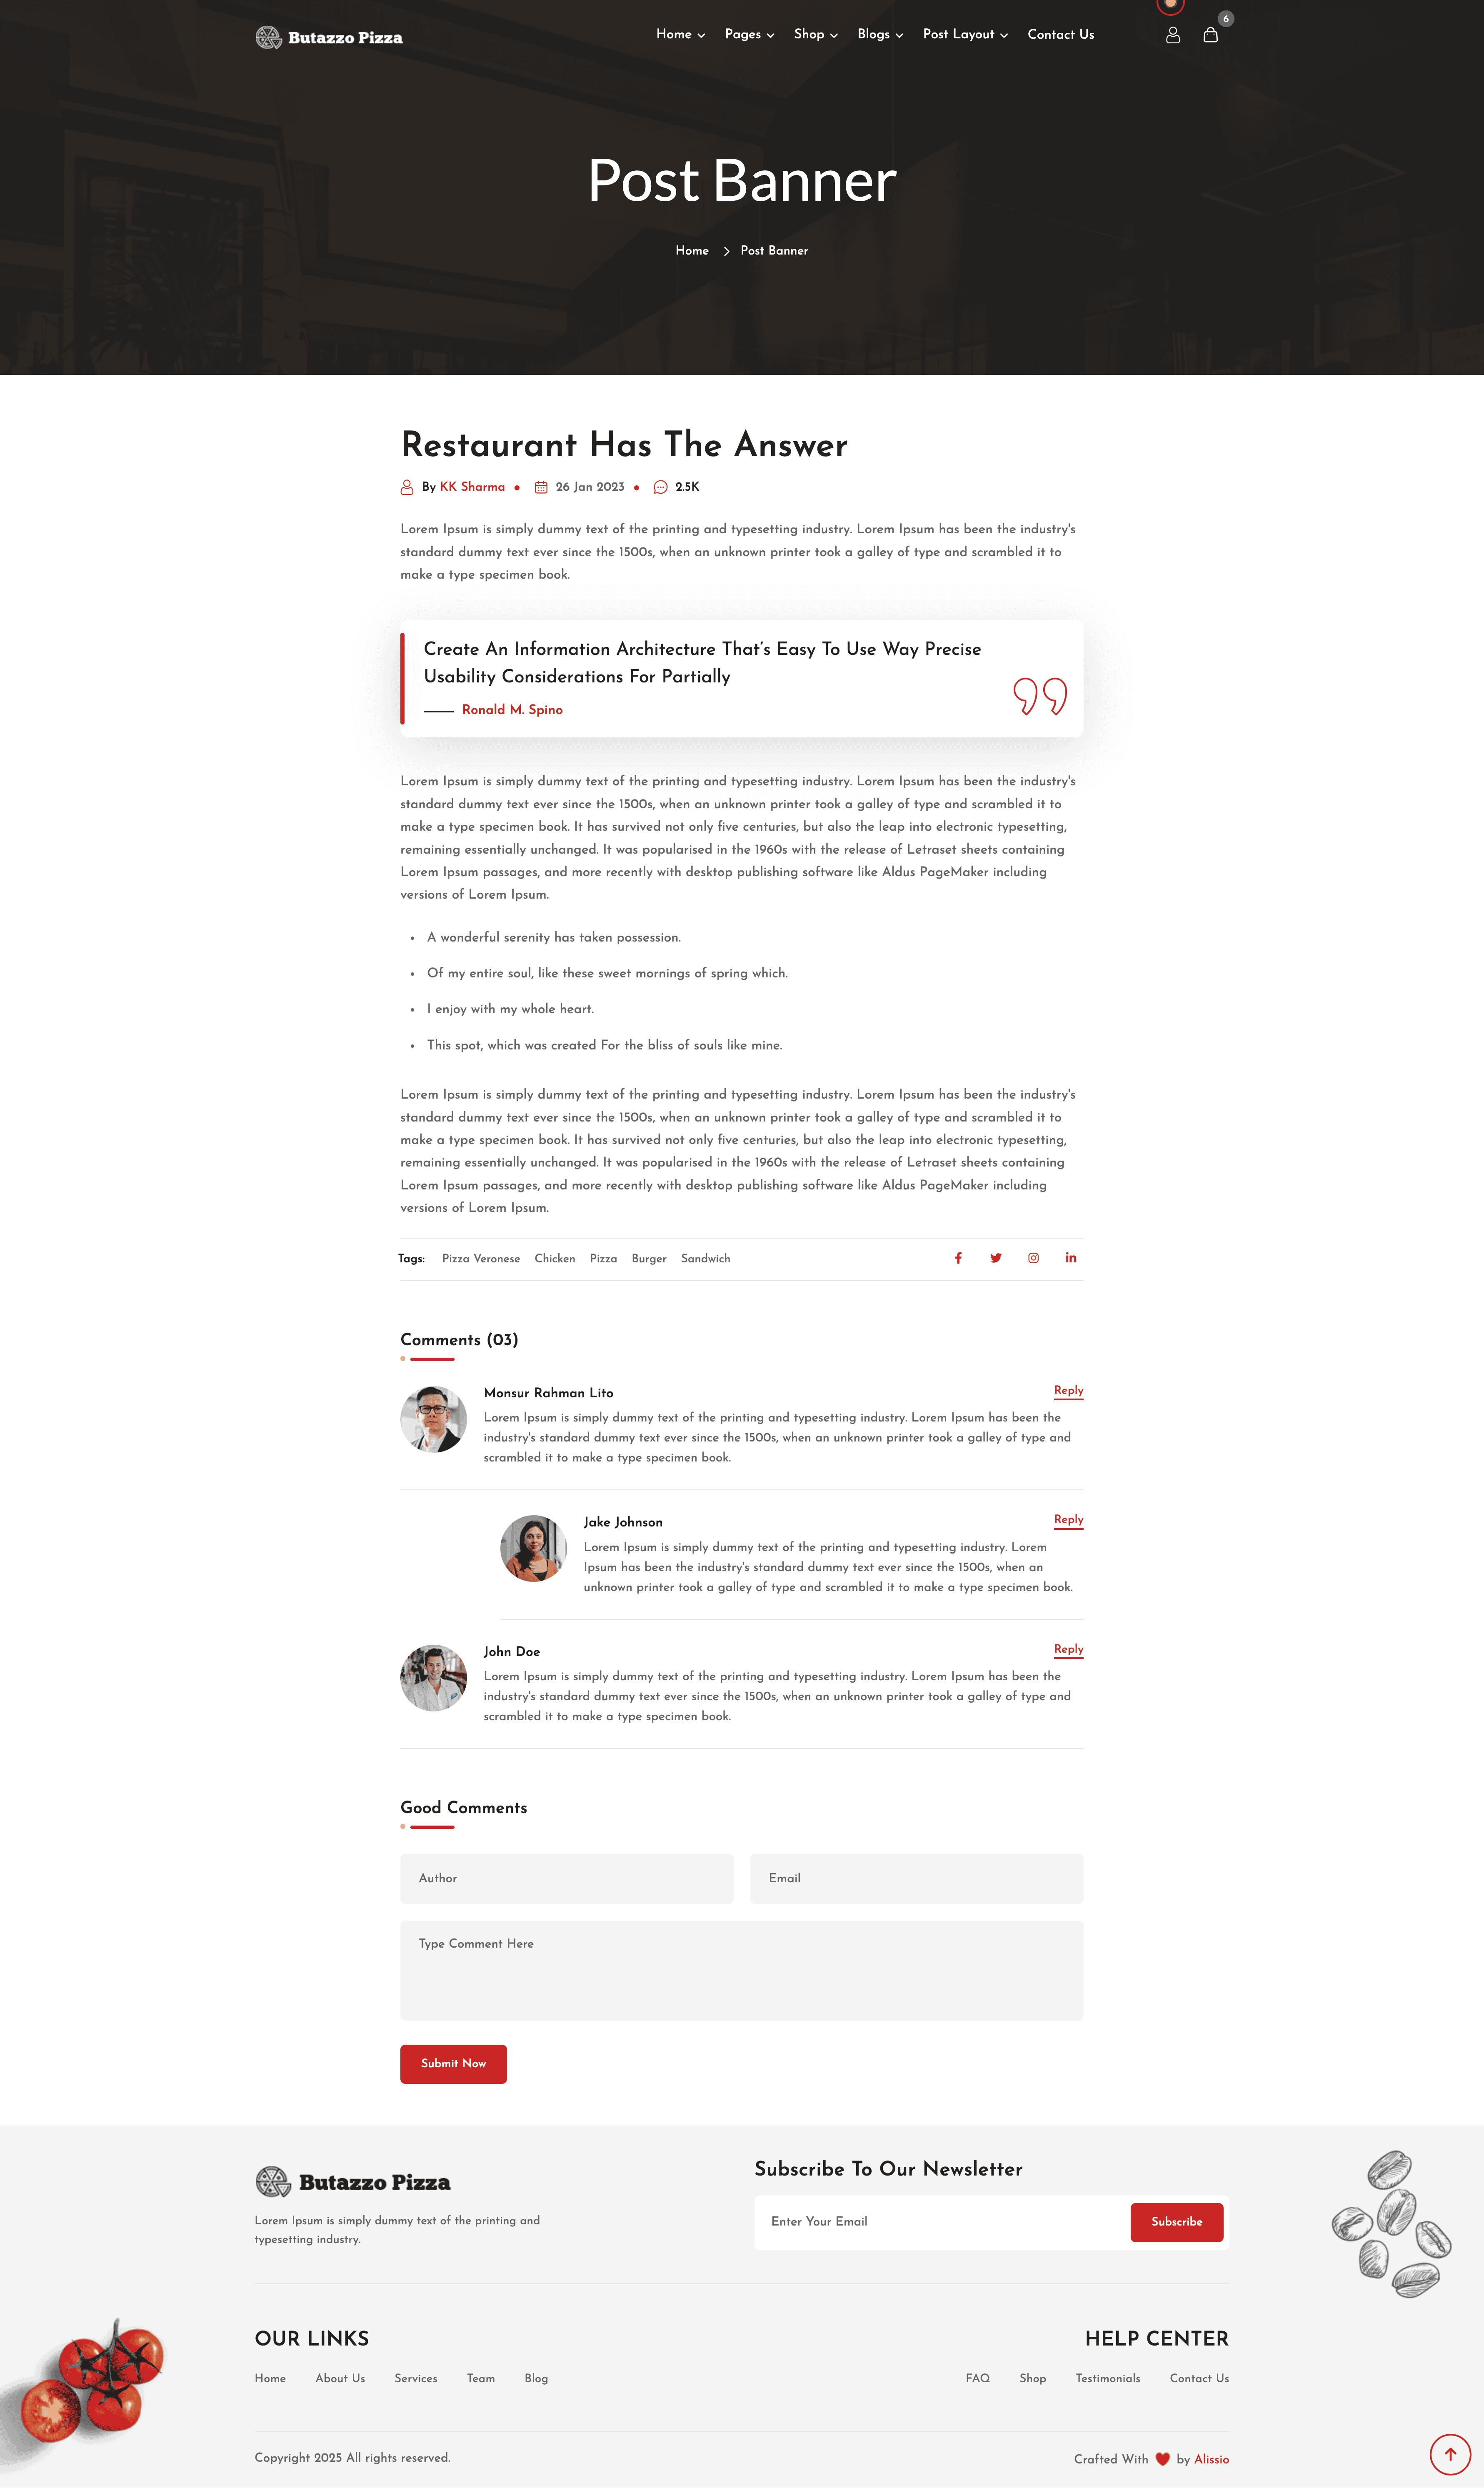 Butazzo Pizza
Home Pages Shop Blogs Post Layout Contact Us
6
Post Banner
Home Post Banner
Restaurant Has The Answer
By KK Sharma 26 Jan 2023 2.5K
Lorem Ipsum is simply dummy text of the printing and typesetting industry. Lorem Ipsum has been the industry's
standard dummy text ever since the 1500s, when an unknown printer took a galley of type and scrambled it to
make a type specimen book.
Create An Information Architecture That's Easy To Use Way Precise
Usability Considerations For Partially
Ronald M. Spino
Lorem Ipsum is simply dummy text of the printing and typesetting industry. Lorem Ipsum has been the industry's
standard dummy text ever since the 1500s, when an unknown printer took a galley of type and scrambled it to
make a type specimen book. It has survived not only five centuries, but also the leap into electronic typesetting,
remaining essentially unchanged. It was popularised in the 1960s with the release of Letraset sheets containing
Lorem Ipsum passages, and more recently with desktop publishing software like Aldus PageMaker including
versions of Lorem Ipsum.
• A wonderful serenity has taken possession.
• Of my entire soul, like these sweet mornings of spring which.
• I enjoy with my whole heart.
• This spot, which was created For the bliss of souls like mine.
Lorem Ipsum is simply dummy text of the printing and typesetting industry. Lorem Ipsum has been the industry's
standard dummy text ever since the 1500s, when an unknown printer took a galley of type and scrambled it to
make a type specimen book. It has survived not only five centuries, but also the leap into electronic typesetting,
remaining essentially unchanged. It was popularised in the 1960s with the release of Letraset sheets containing
Lorem Ipsum passages, and more recently with desktop publishing software like Aldus PageMaker including
versions of Lorem Ipsum.
Tags: Pizza Veronese Chicken Pizza Burger Sandwich
Comments (03)
Monsur Rahman Lito
Reply
Lorem Ipsum is simply dummy text of the printing and typesetting industry. Lorem Ipsum has been the
industry's standard dummy text ever since the 1500s, when an unknown printer took a galley of type and
scrambled it to make a type specimen book.
Jake Johnson
Reply
Lorem Ipsum is simply dummy text of the printing and typesetting industry. Lorem
Ipsum has been the industry's standard dummy text ever since the 1500s, when an
unknown printer took a galley of type and scrambled it to make a type specimen book.
John Doe
Reply
Lorem Ipsum is simply dummy text of the printing and typesetting industry. Lorem Ipsum has been the
industry's standard dummy text ever since the 1500s, when an unknown printer took a galley of type and
scrambled it to make a type specimen book.
Good Comments
Author
Email
Type Comment Here
Submit Now
Butazzo Pizza
Lorem Ipsum is simply dummy text of the printing and
typesetting industry.
Subscribe To Our Newsletter
Enter Your Email
Subscribe
OUR LINKS
Home About Us Services Team Blog
HELP CENTER
FAQ Shop Testimonials Contact Us
Copyright 2025 All rights reserved.
Crafted With by Alissio